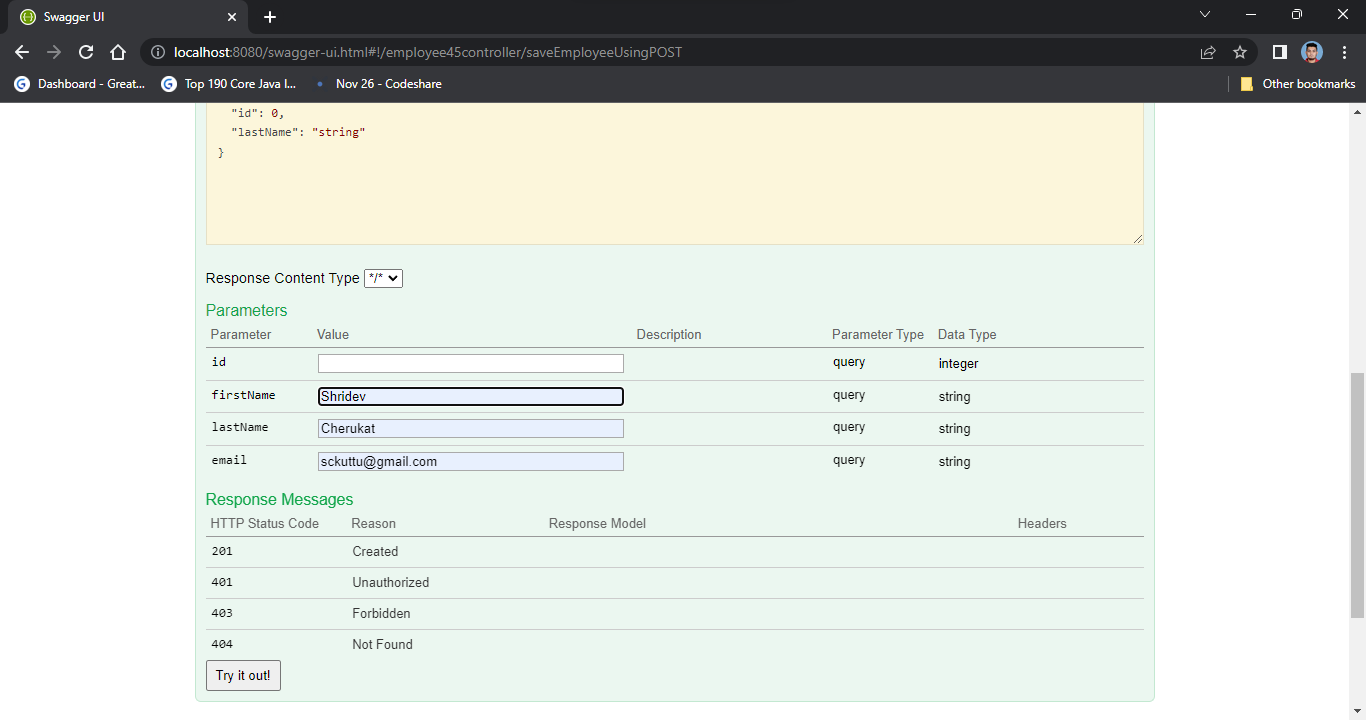 Swagger UI
localhost:8080/swagger-ui.html#!/employee45controller/saveEmployeeUsingPOST
Dashboard - Great... Top 190 Core Java I... Nov 26 - Codeshare Other bookmarks
"id": 0,
"lastName": "string"
}
Response Content Type */*
Parameters
Parameter Value Description Parameter Type Data Type
id query integer
firstName Shridev query string
lastName Cherukat query string
email sckuttu@gmail.com query string
Response Messages
HTTP Status Code Reason Response Model Headers
201 Created
401 Unauthorized
403 Forbidden
404 Not Found
Try it out!